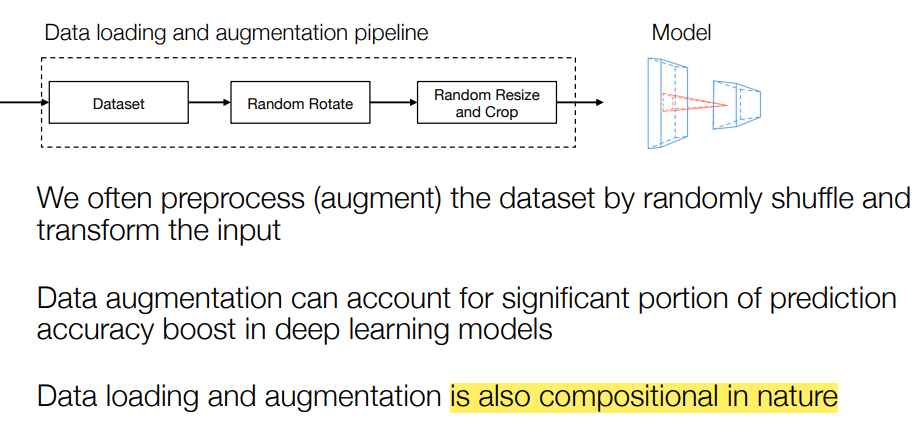 Data loading and augmentation pipeline
Model
Dataset
Random Rotate
Random Resize
and Crop
We often preprocess (augment) the dataset by randomly shuffle and
transform the input
Data augmentation can account for significant portion of prediction
accuracy boost in deep learning models
Data loading and augmentation is also compositional in nature